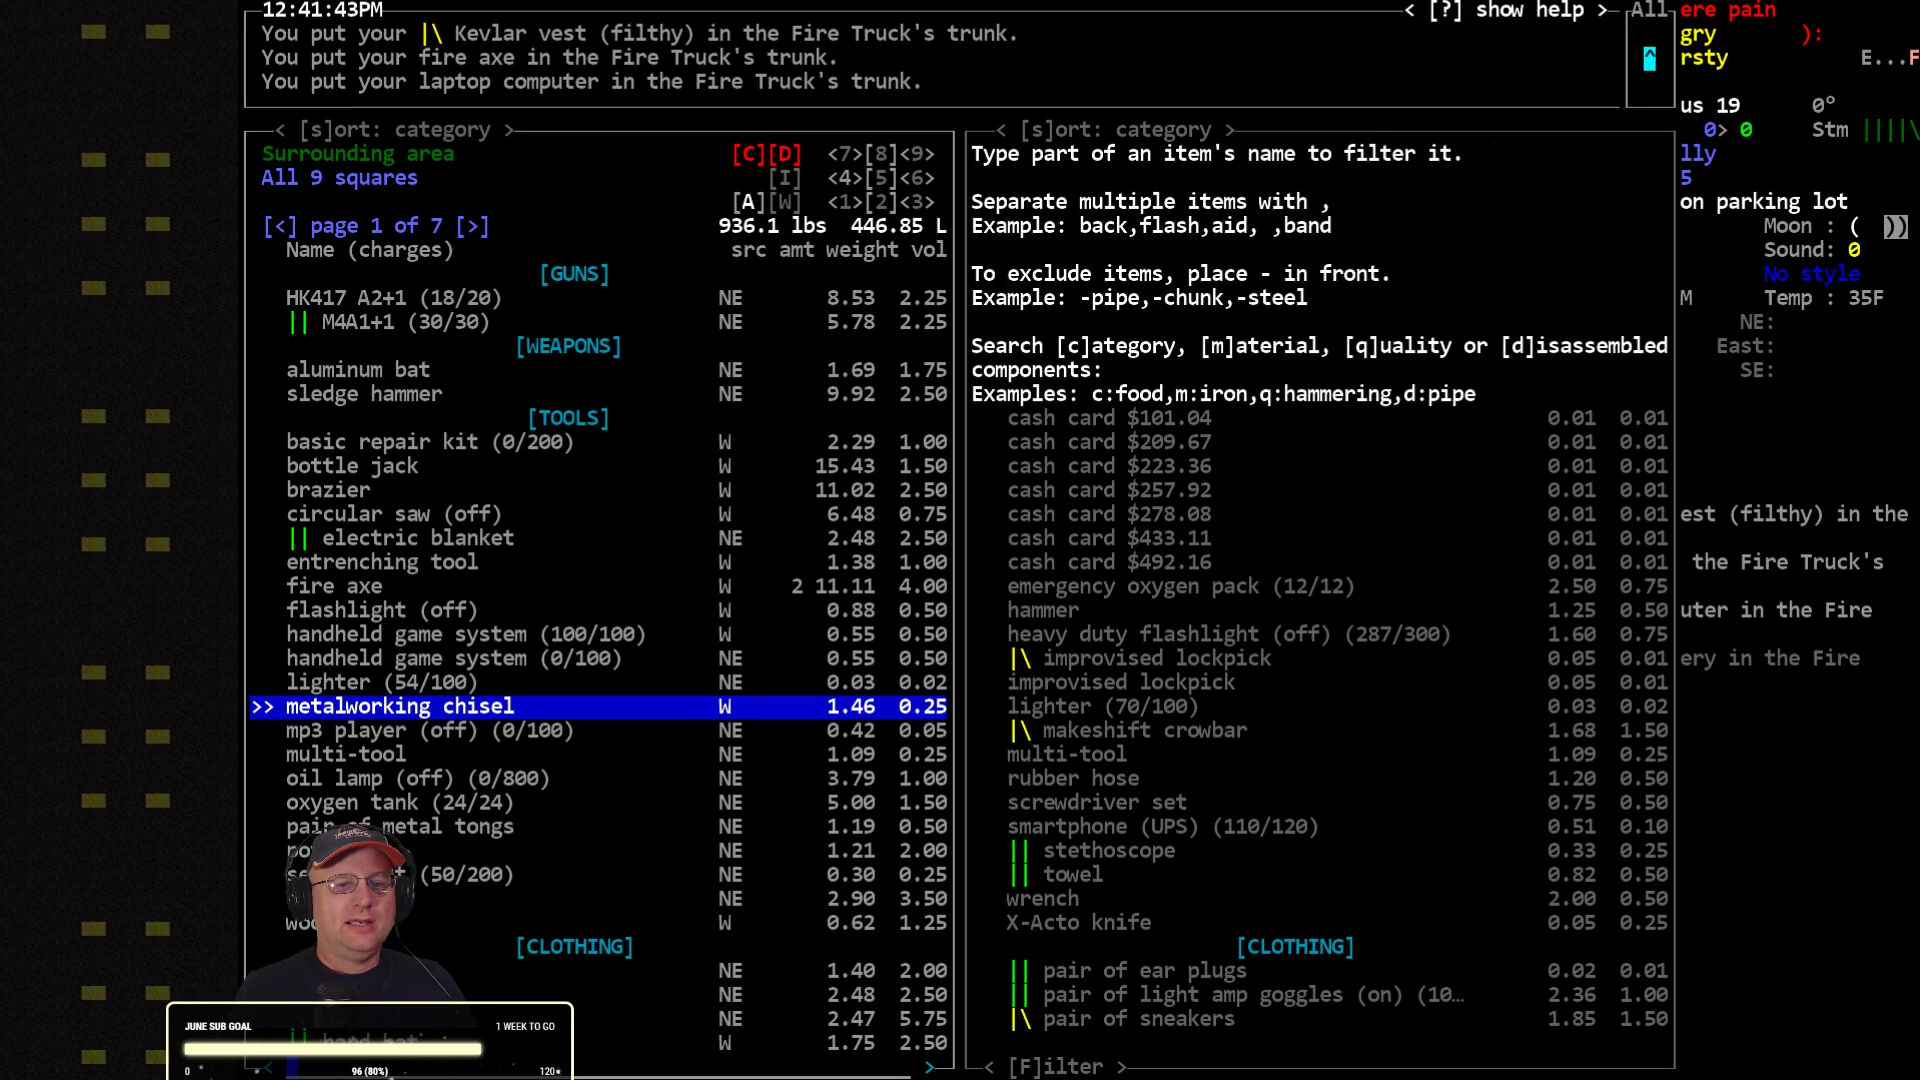 12:41:43PM
< [?] show help >
All
You put your |\ Kevlar vest (filthy) in the Fire Truck's trunk.
You put your fire axe in the Fire Truck's trunk.
You put your laptop computer in the Fire Truck's trunk.
^
ere pain
gry ):
rsty E...F
us 19 0°
0> 0 Stm ||||\
lly
5
on parking lot
Moon : ( ))
Sound: 0
No style
M Temp : 35F
NE:
East:
SE:
est (filthy) in the
the Fire Truck's
uter in the Fire
ery in the Fire
< [s]ort: category >
Surrounding area [C][D] <7>[8]<9>
All 9 squares [I] <4>[5]<6>
[A][W] <1>[2]<3>
[<] page 1 of 7 [>] 936.1 lbs 446.85 L
Name (charges) src amt weight vol
[GUNS]
HK417 A2+1 (18/20) NE 8.53 2.25
|| M4A1+1 (30/30) NE 5.78 2.25
[WEAPONS]
aluminum bat NE 1.69 1.75
sledge hammer NE 9.92 2.50
[TOOLS]
basic repair kit (0/200) W 2.29 1.00
bottle jack W 15.43 1.50
brazier W 11.02 2.50
circular saw (off) W 6.48 0.75
|| electric blanket NE 2.48 2.50
entrenching tool W 1.38 1.00
fire axe W 2 11.11 4.00
flashlight (off) W 0.88 0.50
handheld game system (100/100) W 0.55 0.50
handheld game system (0/100) NE 0.55 0.50
lighter (54/100) NE 0.03 0.02
>> metalworking chisel W 1.46 0.25
mp3 player (off) (0/100) NE 0.42 0.05
multi-tool NE 1.09 0.25
oil lamp (off) (0/800) NE 3.79 1.00
oxygen tank (24/24) NE 5.00 1.50
pair of metal tongs NE 1.19 0.50
NE 1.21 2.00
(50/200) NE 0.30 0.25
NE 2.90 3.50
W 0.62 1.25
[CLOTHING]
NE 1.40 2.00
NE 2.48 2.50
NE 2.47 5.75
W 1.75 2.50
< [s]ort: category >
Type part of an item's name to filter it.
Separate multiple items with ,
Example: back,flash,aid, ,band
To exclude items, place - in front.
Example: -pipe,-chunk,-steel
Search [c]ategory, [m]aterial, [q]uality or [d]isassembled
components:
Examples: c:food,m:iron,q:hammering,d:pipe
cash card $101.04 0.01 0.01
cash card $209.67 0.01 0.01
cash card $223.36 0.01 0.01
cash card $257.92 0.01 0.01
cash card $278.08 0.01 0.01
cash card $433.11 0.01 0.01
cash card $492.16 0.01 0.01
emergency oxygen pack (12/12) 2.50 0.75
hammer 1.25 0.50
heavy duty flashlight (off) (287/300) 1.60 0.75
|\ improvised lockpick 0.05 0.01
improvised lockpick 0.05 0.01
lighter (70/100) 0.03 0.02
|\ makeshift crowbar 1.68 1.50
multi-tool 1.09 0.25
rubber hose 1.20 0.50
screwdriver set 0.75 0.50
smartphone (UPS) (110/120) 0.51 0.10
|| stethoscope 0.33 0.25
|| towel 0.82 0.50
wrench 2.00 0.50
X-Acto knife 0.05 0.25
[CLOTHING]
|| pair of ear plugs 0.02 0.01
|| pair of light amp goggles (on) (10… 2.36 1.00
|\ pair of sneakers 1.85 1.50
< [F]ilter >
JUNE SUB GOAL 1 WEEK TO GO
0 96 (80%) 120